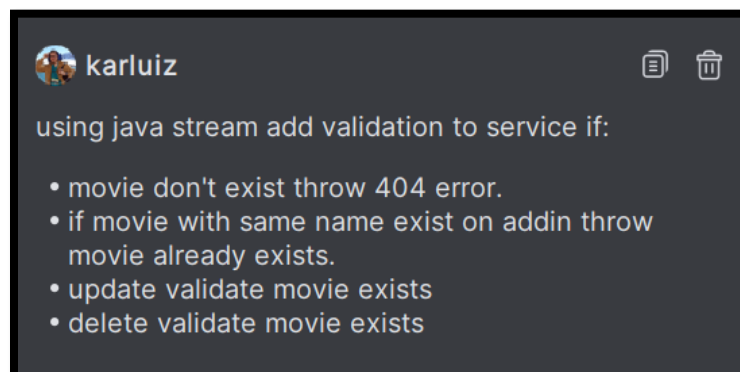 karluiz
using java stream add validation to service if:
• movie don't exist throw 404 error.
• if movie with same name exist on addin throw
movie already exists.
• update validate movie exists
• delete validate movie exists